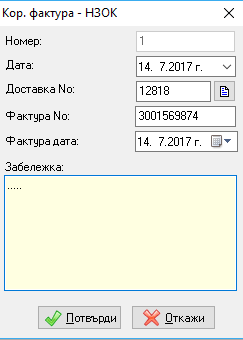 Кор. фактура - НЗОК
Номер: 1
Дата: 14. 7.2017 г.
Доставка No: 12818
Фактура No: 3001569874
Фактура дата: 14. 7.2017 г.
Забележка:
.....
Потвърди Откажи